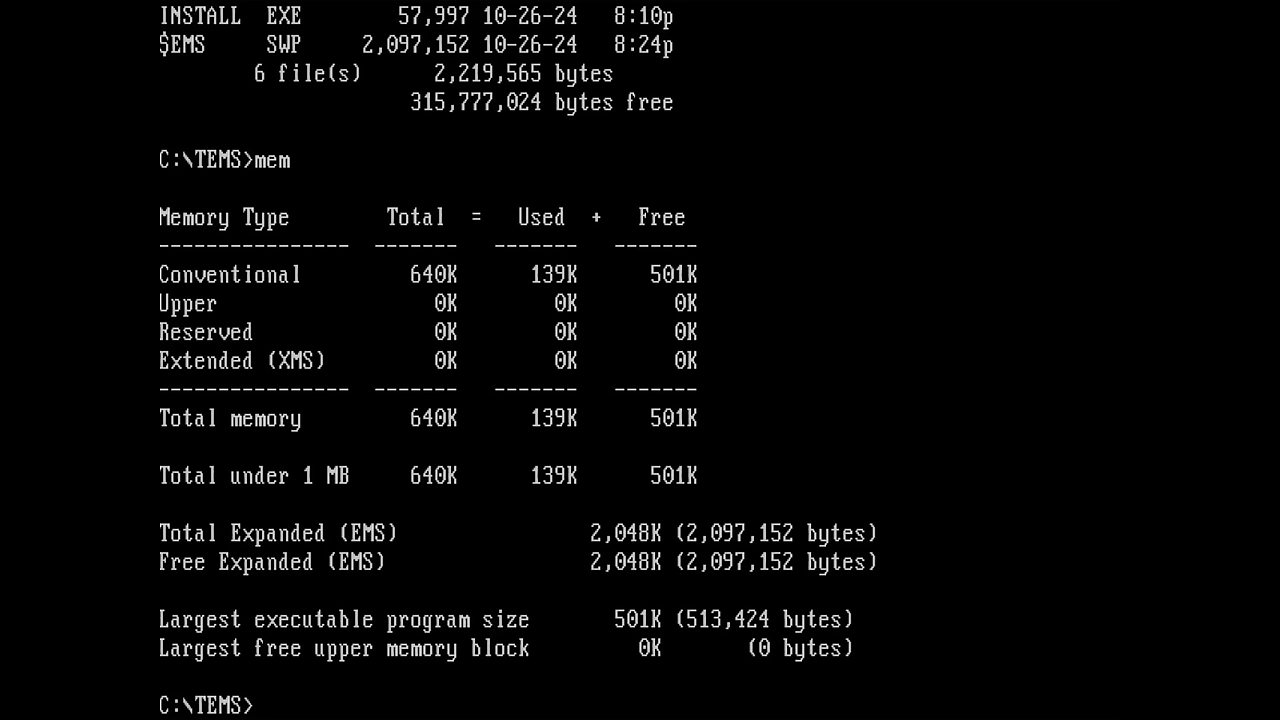 INSTALL  EXE        57,997 10-26-24   8:10p
$EMS     SWP     2,097,152 10-26-24   8:24p
        6 file(s)      2,219,565 bytes
                     315,777,024 bytes free
C:\TEMS>mem
Memory Type        Total  =   Used  +   Free
----------------  -------   -------   -------
Conventional         640K      139K      501K
Upper                  0K        0K        0K
Reserved               0K        0K        0K
Extended (XMS)         0K        0K        0K
----------------  -------   -------   -------
Total memory         640K      139K      501K
Total under 1 MB     640K      139K      501K
Total Expanded (EMS)                2,048K (2,097,152 bytes)
Free Expanded (EMS)                 2,048K (2,097,152 bytes)
Largest executable program size       501K (513,424 bytes)
Largest free upper memory block         0K       (0 bytes)
C:\TEMS>